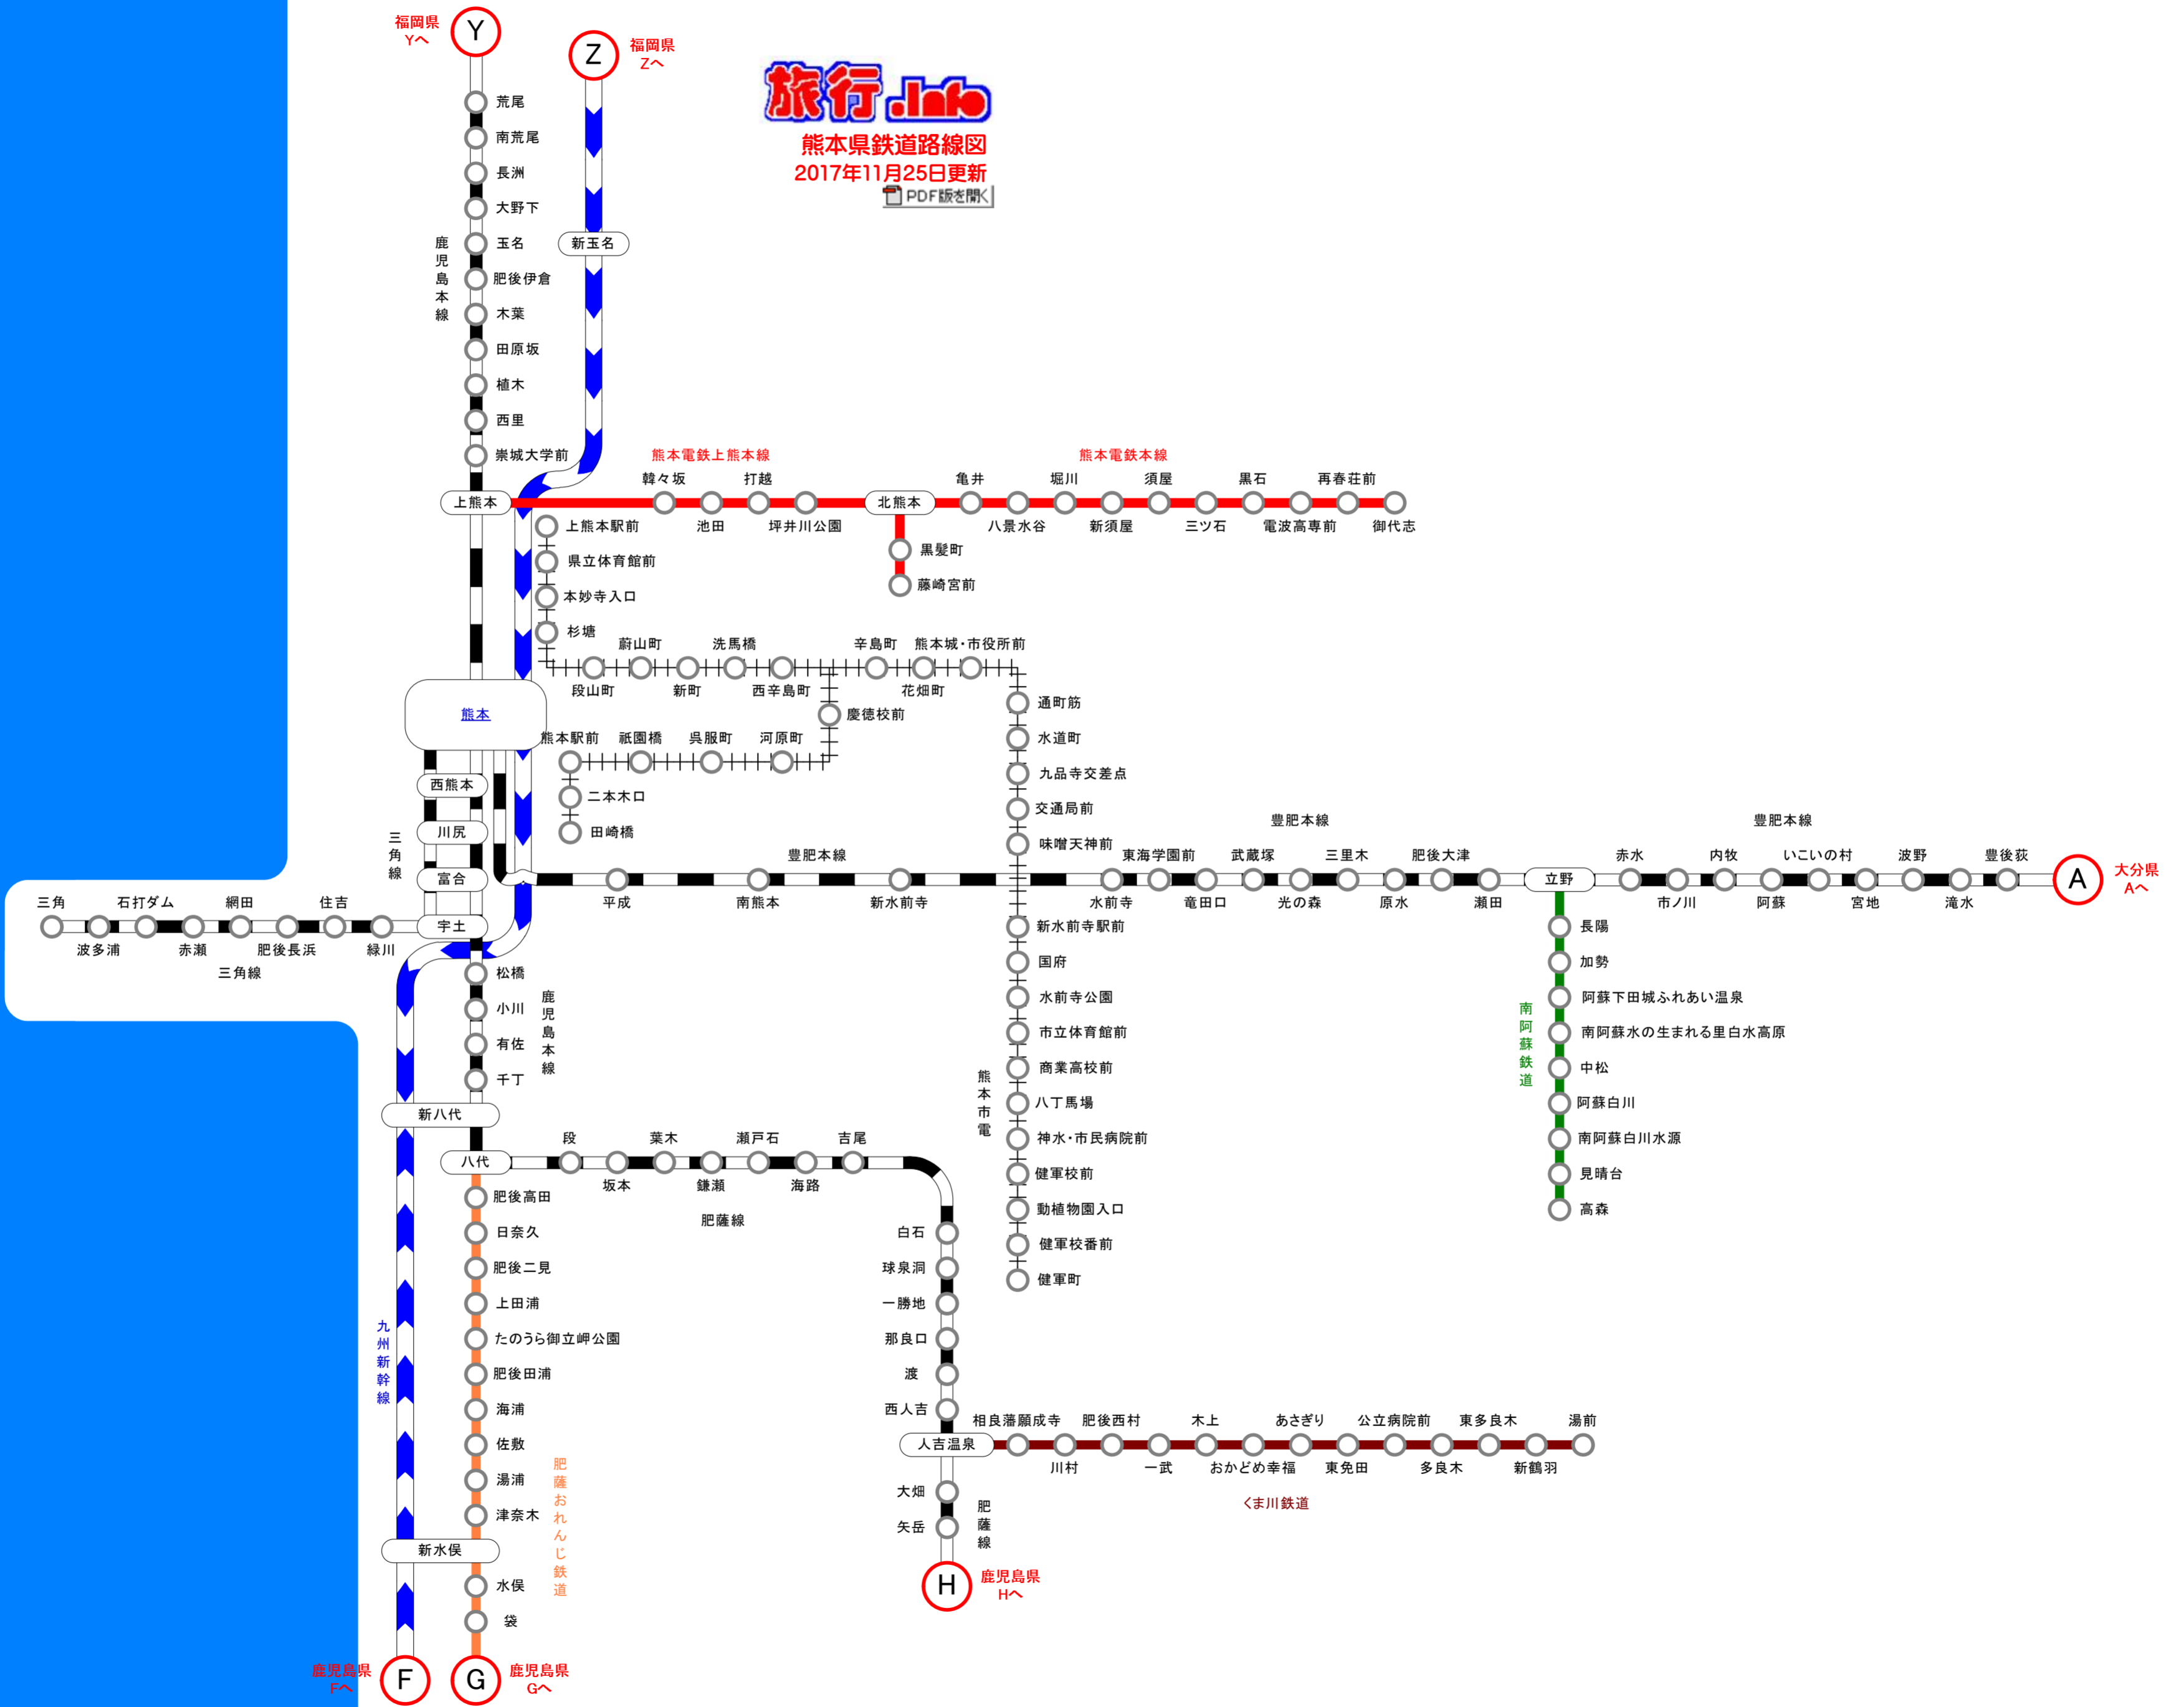 福岡県
Yへ
Y
Z
福岡県
Zへ
旅行.Info
熊本県鉄道路線図
2017年11月25日更新
PDF版を開く
荒尾
南荒尾
長洲
大野下
玉名
肥後伊倉
木葉
田原坂
植木
西里
崇城大学前
鹿児島本線
新玉名
熊本電鉄上熊本線
熊本電鉄本線
上熊本
韓々坂
池田
打越
坪井川公園
北熊本
亀井
八景水谷
堀川
新須屋
須屋
三ツ石
黒石
電波高専前
再春荘前
御代志
黒髪町
藤崎宮前
上熊本駅前
県立体育館前
本妙寺入口
杉塘
段山町
蔚山町
新町
洗馬橋
西辛島町
辛島町
花畑町
熊本城・市役所前
慶徳校前
熊本
熊本駅前
祇園橋
呉服町
河原町
二本木口
田崎橋
通町筋
水道町
九品寺交差点
交通局前
味噌天神前
西熊本
川尻
富合
宇土
三角線
豊肥本線
豊肥本線
豊肥本線
平成
南熊本
新水前寺
水前寺
東海学園前
竜田口
武蔵塚
光の森
三里木
原水
肥後大津
瀬田
立野
赤水
市ノ川
内牧
阿蘇
いこいの村
宮地
波野
滝水
豊後荻
A
大分県
Aへ
三角
波多浦
石打ダム
赤瀬
網田
肥後長浜
住吉
緑川
三角線
新水前寺駅前
国府
水前寺公園
市立体育館前
商業高校前
八丁馬場
神水・市民病院前
健軍校前
動植物園入口
健軍校番前
健軍町
熊本市電
長陽
加勢
阿蘇下田城ふれあい温泉
南阿蘇水の生まれる里白水高原
中松
阿蘇白川
南阿蘇白川水源
見晴台
高森
南阿蘇鉄道
松橋
小川
有佐
千丁
鹿児島本線
新八代
八代
段
坂本
葉木
鎌瀬
瀬戸石
海路
吉尾
肥薩線
白石
球泉洞
一勝地
那良口
渡
西人吉
肥後高田
日奈久
肥後二見
上田浦
たのうら御立岬公園
肥後田浦
海浦
佐敷
湯浦
津奈木
九州新幹線
肥薩おれんじ鉄道
新水俣
水俣
袋
人吉温泉
相良藩願成寺
川村
肥後西村
一武
木上
おかどめ幸福
あさぎり
東免田
公立病院前
多良木
東多良木
新鶴羽
湯前
くま川鉄道
大畑
矢岳
肥薩線
H
鹿児島県
Hへ
鹿児島県
Fへ
F
G
鹿児島県
Gへ